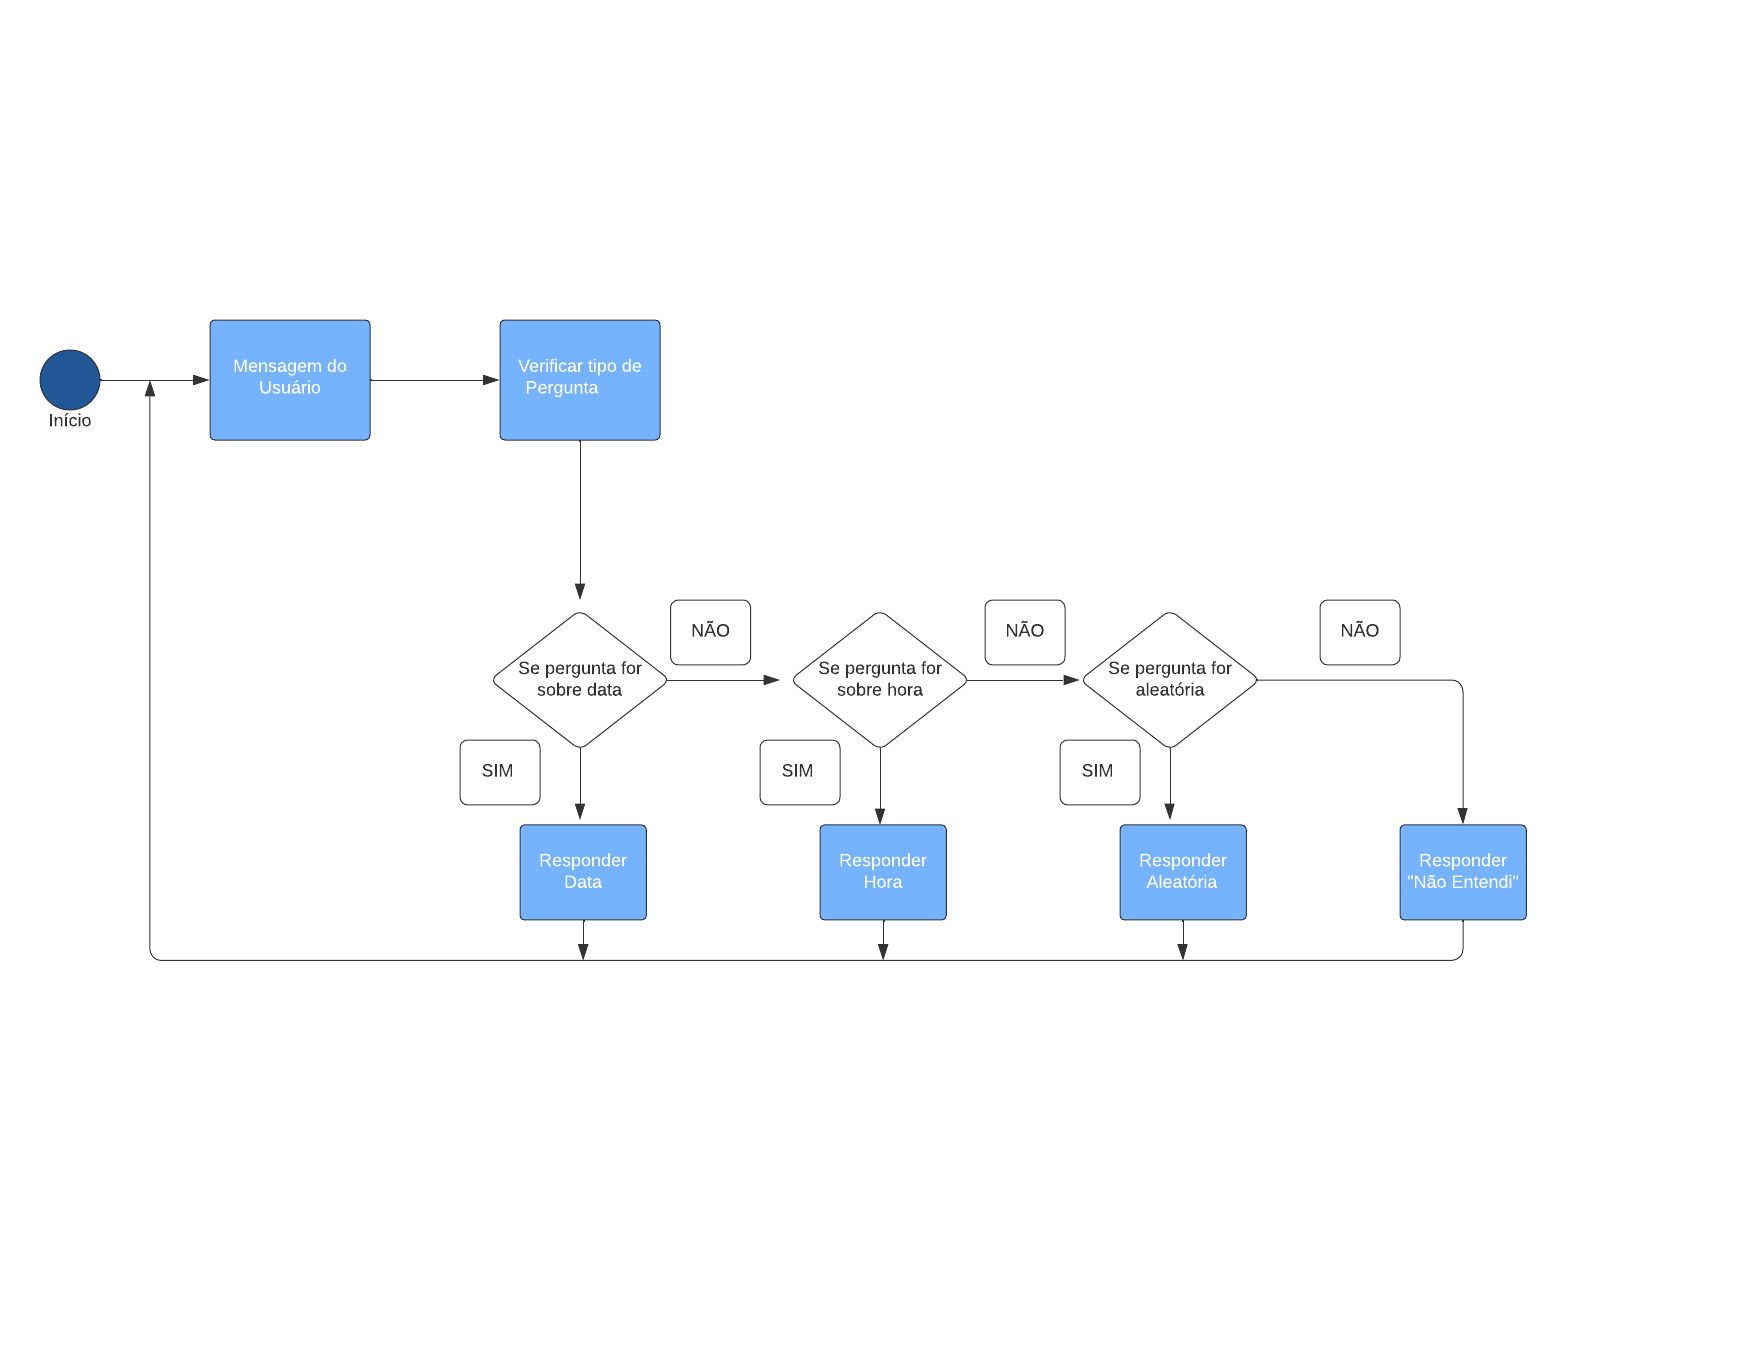 Início
Mensagem do
Usuário
Verificar tipo de
Pergunta
NÃO
NÃO
NÃO
Se pergunta for
sobre data
Se pergunta for
sobre hora
Se pergunta for
aleatória
SIM
SIM
SIM
Responder
Data
Responder
Hora
Responder
Aleatória
Responder
"Não Entendi"